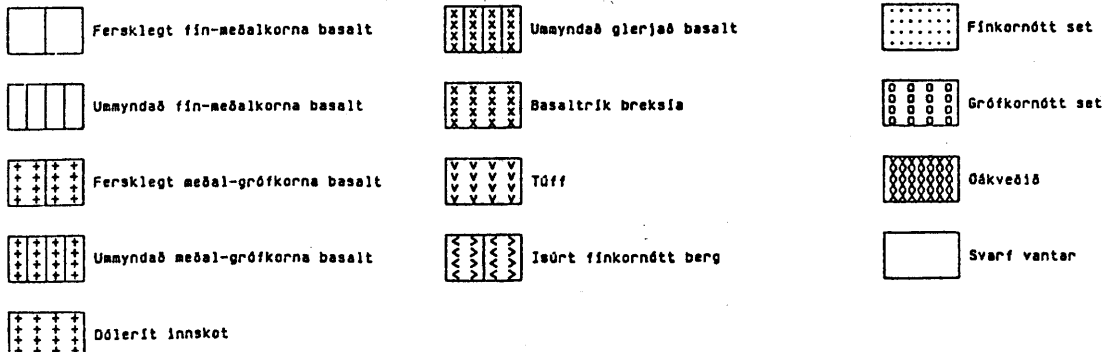 Fersklegt fín-meðalkorna basalt
Ummyndað fín-meðalkorna basalt
Fersklegt meðal-grófkorna basalt
Ummyndað meðal-grófkorna basalt
Dólerít innskot
Ummyndað glerjað basalt
Basaltrík breksía
Túff
Ísúrt fínkornótt berg
Fínkornótt set
Grófkornótt set
Óákveðið
Svarf vantar